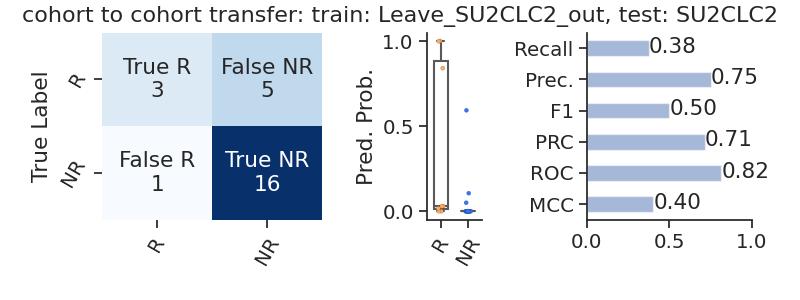 cohort to cohort transfer: train: Leave_SU2CLC2_out, test: SU2CLC2
True Label
R
NR
True R
3
False NR
5
False R
1
True NR
16
R
NR
Pred. Prob.
1.0
0.5
0.0
R
NR
Recall
0.38
Prec.
0.75
F1
0.50
PRC
0.71
ROC
0.82
MCC
0.40
0.0
0.5
1.0